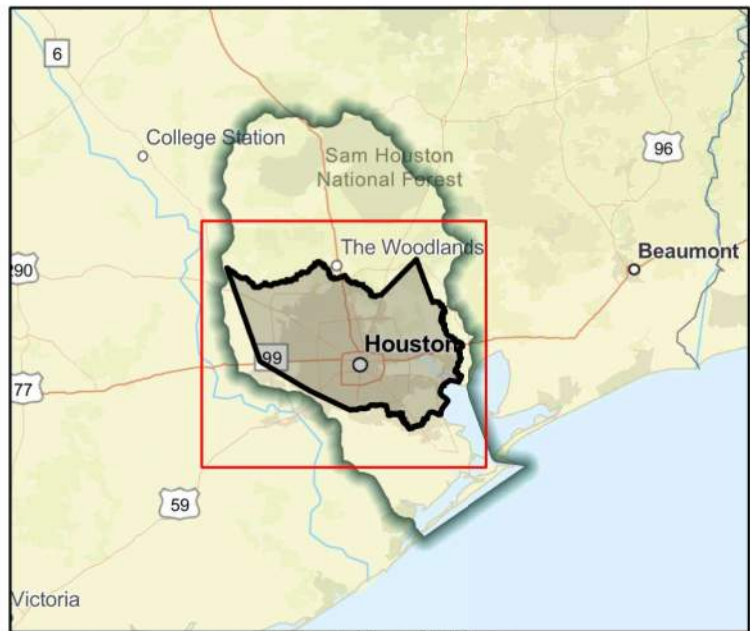 6
College Station
Sam Houston
National Forest
96
The Woodlands
290
Beaumont
Houston
99
77
59
Victoria